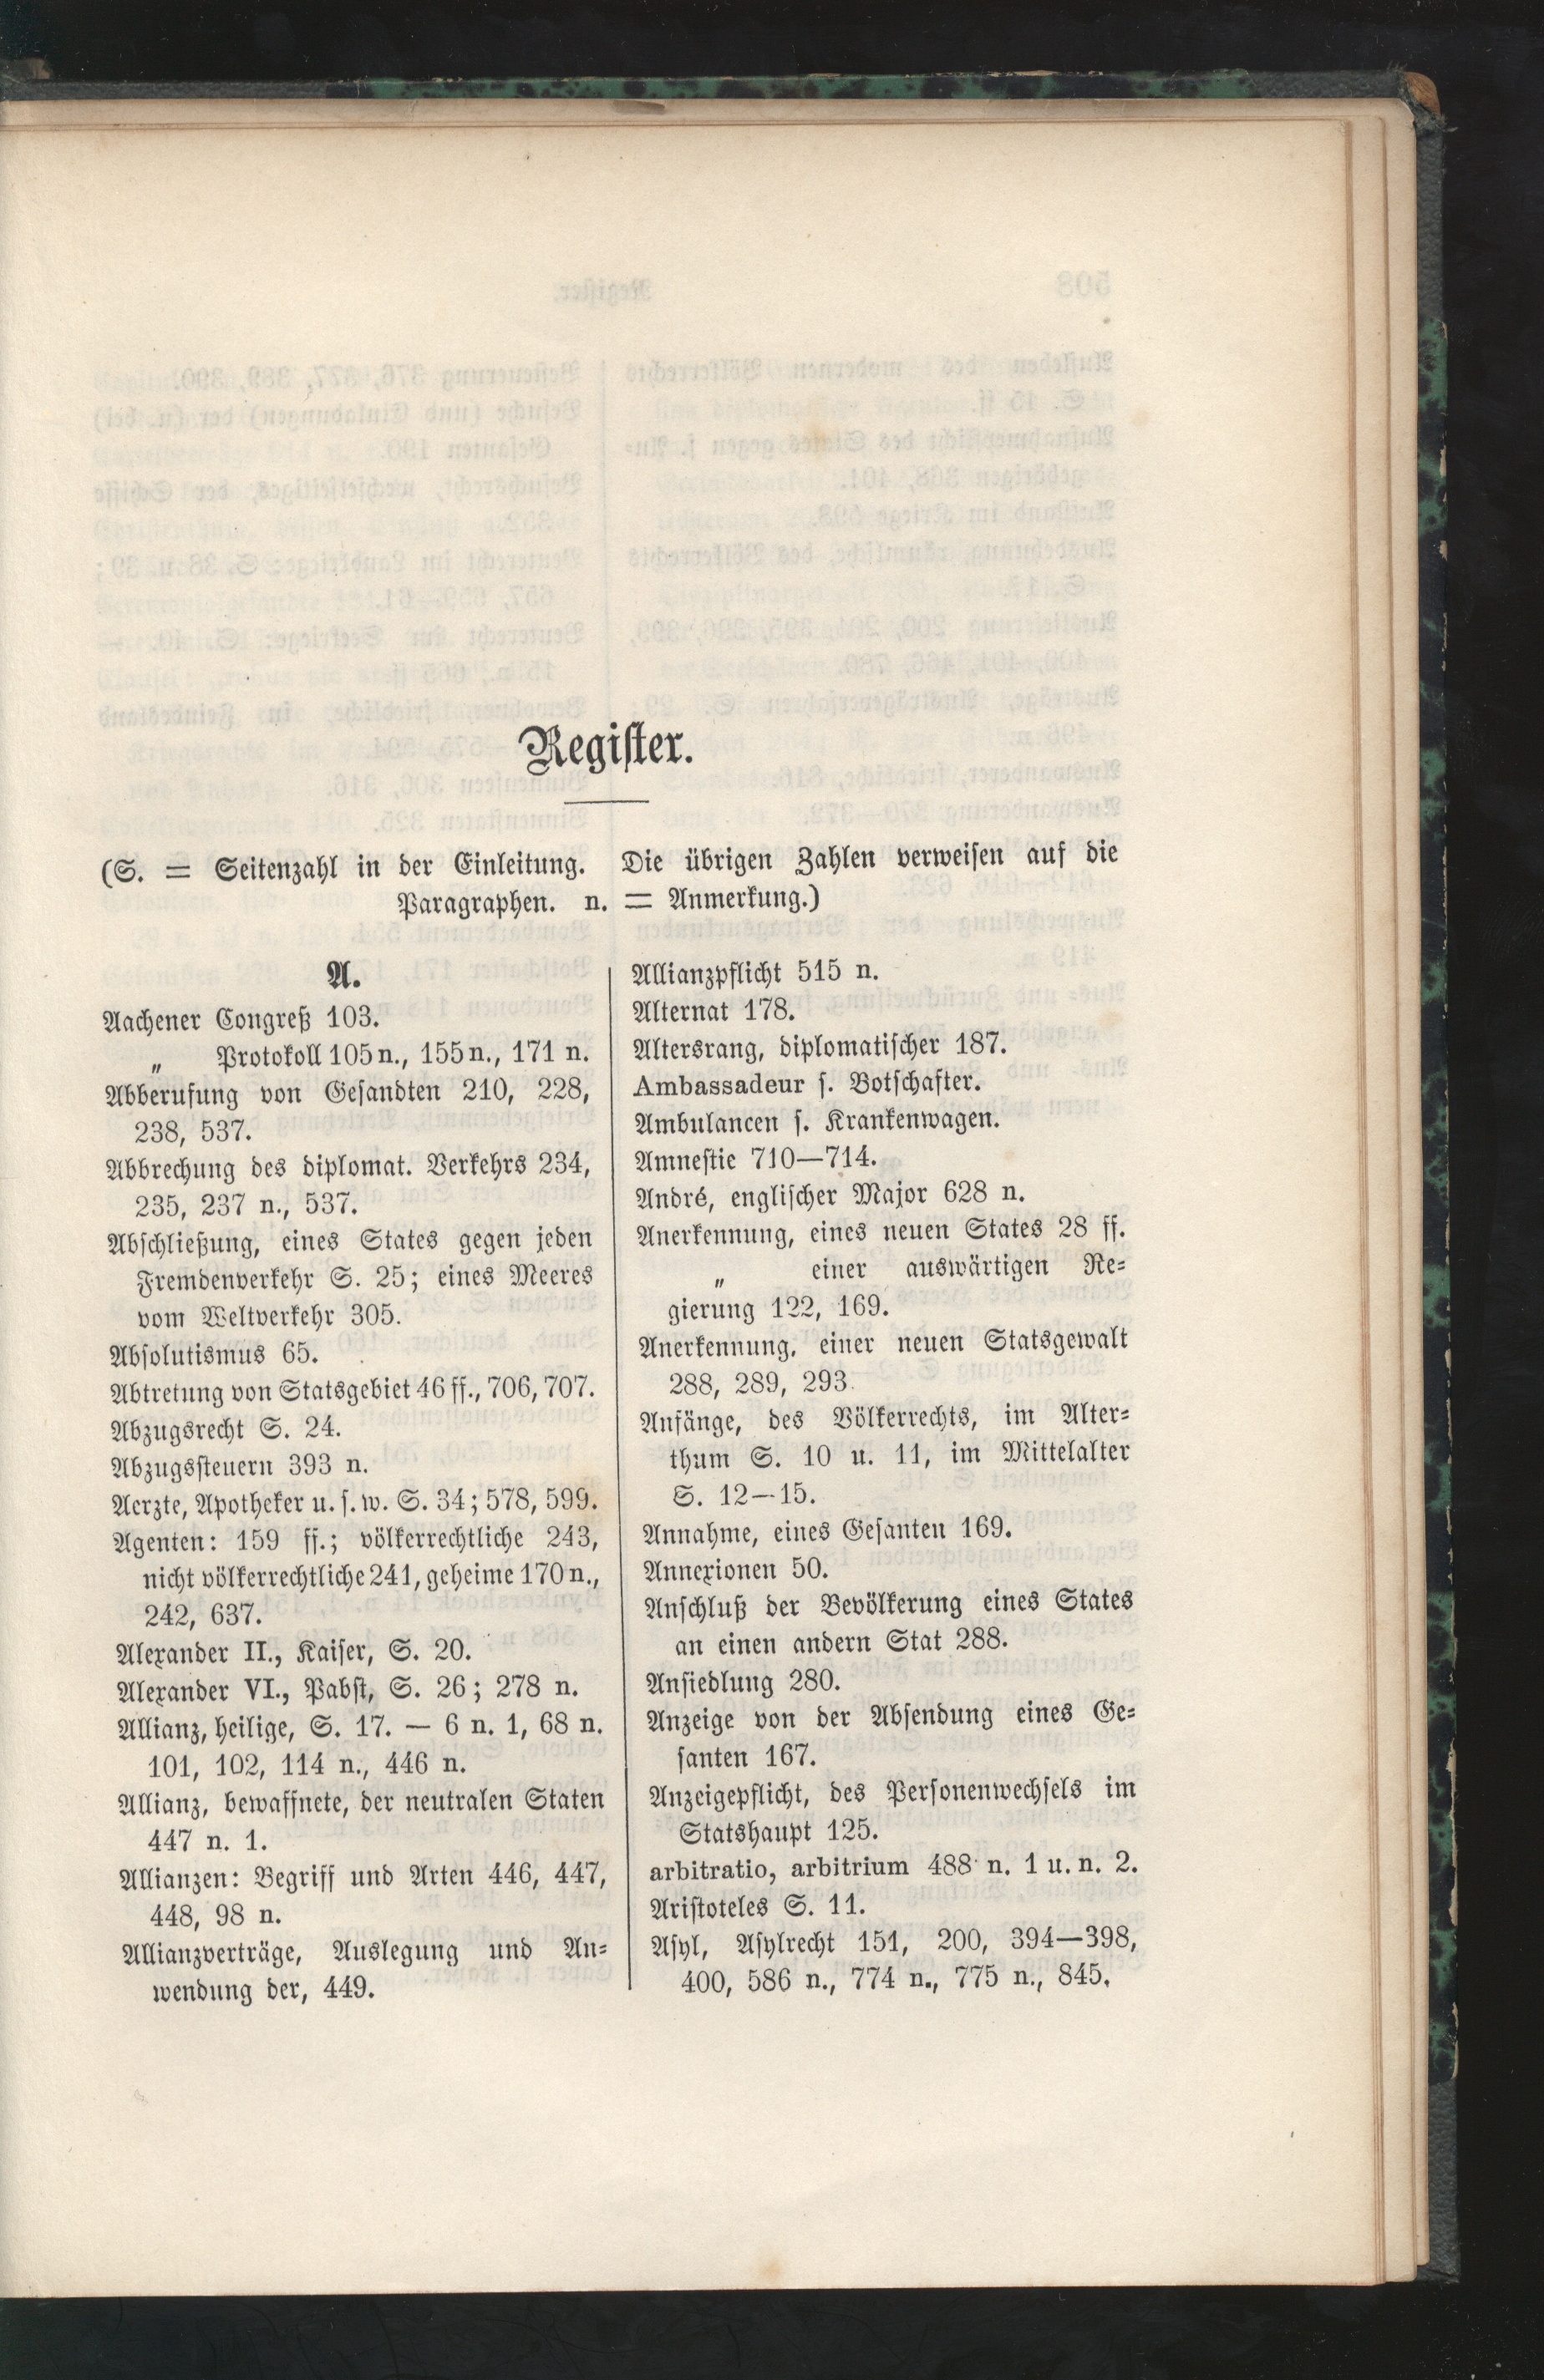 Register.
(S. = Seitenzahl in der Einleitung. Die übrigen Zahlen verweisen auf die
Paragraphen. n. = Anmerkung.)
A.
Aachener Congreß 103.
„ Protokoll 105 n., 155 n., 171 n.
Abberufung von Gesandten 210, 228,
238, 537.
Abbrechung des diplomat. Verkehrs 234,
235, 237 n., 537.
Abschließung, eines States gegen jeden
Fremdenverkehr S. 25; eines Meeres
vom Weltverkehr 305.
Absolutismus 65.
Abtretung von Statsgebiet 46 ff., 706, 707.
Abzugsrecht S. 24.
Abzugssteuern 393 n.
Aerzte, Apotheker u. s. w. S. 34; 578, 599.
Agenten: 159 ff.; völkerrechtliche 243,
nicht völkerrechtliche 241, geheime 170 n.,
242, 637.
Alexander II., Kaiser, S. 20.
Alexander VI., Pabst, S. 26; 278 n.
Allianz, heilige, S. 17. — 6 n. 1, 68 n.
101, 102, 114 n., 446 n.
Allianz, bewaffnete, der neutralen Staten
447 n. 1.
Allianzen: Begriff und Arten 446, 447,
448, 98 n.
Allianzverträge, Auslegung und An-
wendung der, 449.
Allianzpflicht 515 n.
Alternat 178.
Altersrang, diplomatischer 187.
Ambassadeur s. Botschafter.
Ambulancen s. Krankenwagen.
Amnestie 710—714.
André, englischer Major 628 n.
Anerkennung, eines neuen States 28 ff.
„ einer auswärtigen Re-
gierung 122, 169.
Anerkennung, einer neuen Statsgewalt
288, 289, 293.
Anfänge, des Völkerrechts, im Alter-
thum S. 10 u. 11, im Mittelalter
S. 12—15.
Annahme, eines Gesanten 169.
Annexionen 50.
Anschluß der Bevölkerung eines States
an einen andern Stat 288.
Ansiedlung 280.
Anzeige von der Absendung eines Ge-
santen 167.
Anzeigepflicht, des Personenwechsels im
Statshaupt 125.
arbitratio, arbitrium 488 n. 1 u. n. 2.
Aristoteles S. 11.
Asyl, Asylrecht 151, 200, 394—398,
400, 586 n., 774 n., 775 n., 845.